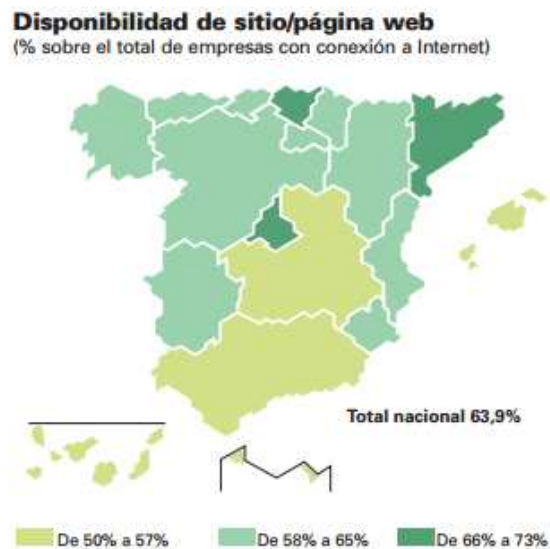 Disponibilidad de sitio/página web
(% sobre el total de empresas con conexión a Internet)
Total nacional 63,9%
De 50% a 57%
De 58% a 65%
De 66% a 73%